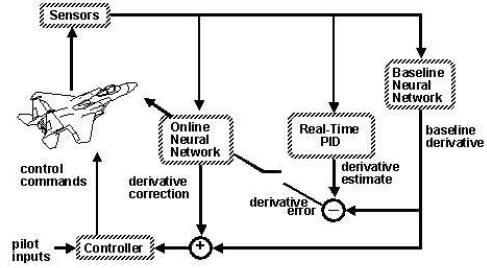 Sensors
Baseline
Neural
Network
Online
Neural
Network
Real-Time
PID
baseline
derivative
control
commands
derivative
correction
derivative
estimate
derivative
error
−
pilot
inputs
Controller
+